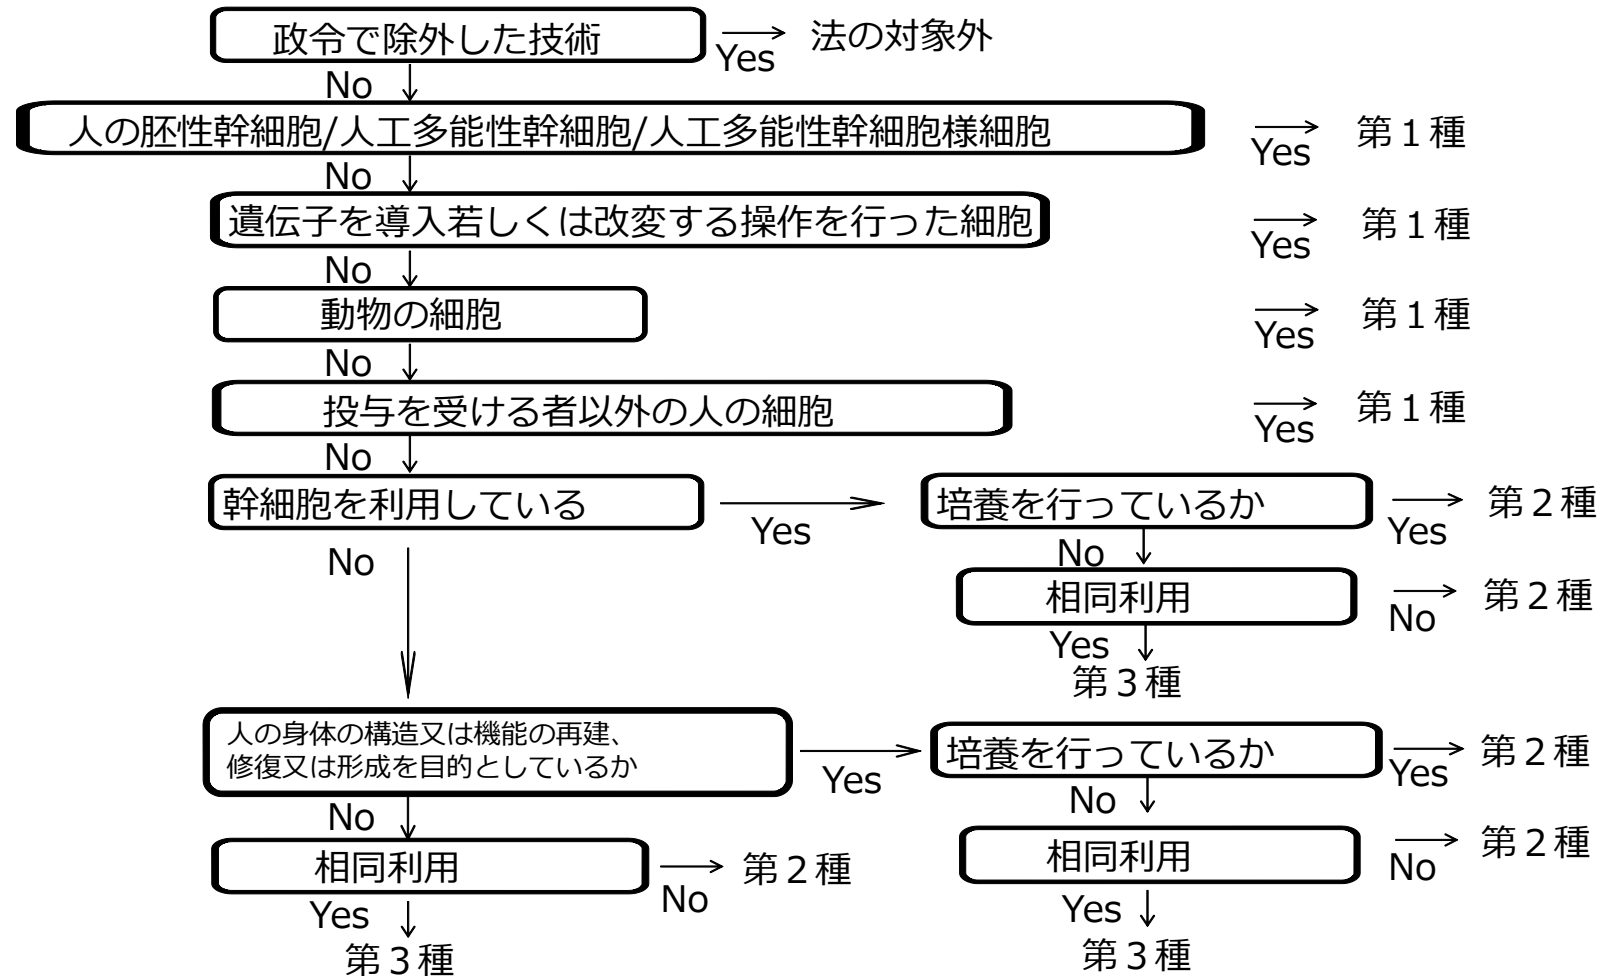 政令で除外した技術
Yes
法の対象外
No
人の胚性幹細胞/人工多能性幹細胞/人工多能性幹細胞様細胞
Yes
第１種
No
遺伝子を導入若しくは改変する操作を行った細胞
Yes
第１種
No
動物の細胞
Yes
第１種
No
投与を受ける者以外の人の細胞
Yes
第１種
No
幹細胞を利用している
Yes
培養を行っているか
Yes
第２種
No
No
相同利用
No
第２種
Yes
第３種
人の身体の構造又は機能の再建、
修復又は形成を目的としているか
Yes
培養を行っているか
Yes
第２種
No
No
相同利用
No
第２種
相同利用
No
第２種
Yes
第３種
Yes
第３種